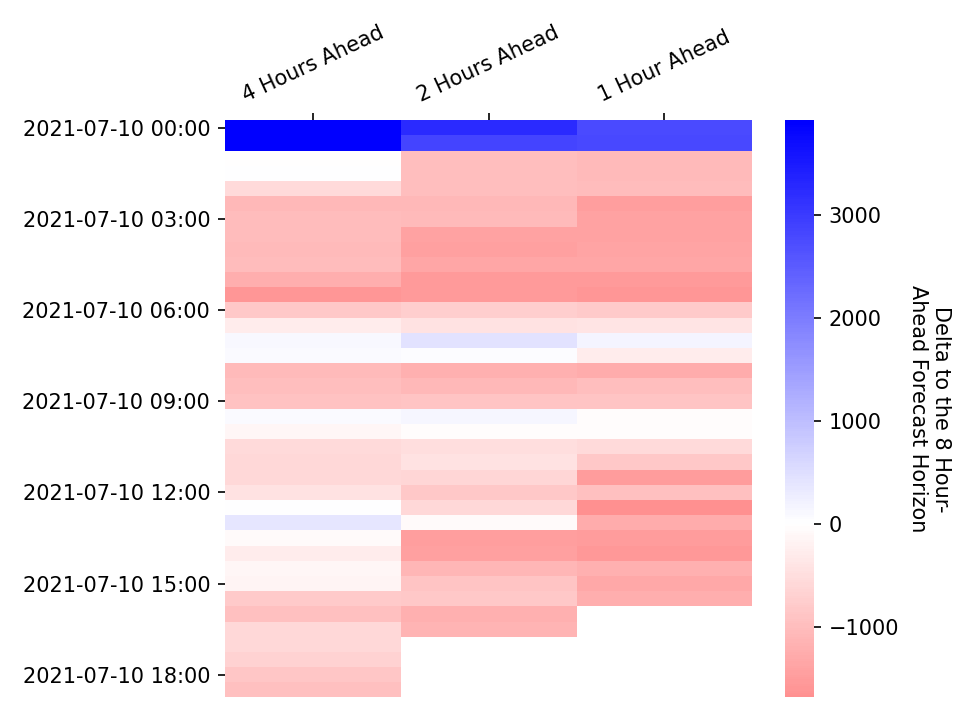 4 Hours Ahead
2 Hours Ahead
1 Hour Ahead
2021-07-10 00:00
2021-07-10 03:00
2021-07-10 06:00
2021-07-10 09:00
2021-07-10 12:00
2021-07-10 15:00
2021-07-10 18:00
3000
2000
1000
0
−1000
Delta to the 8 Hour-
Ahead Forecast Horizon